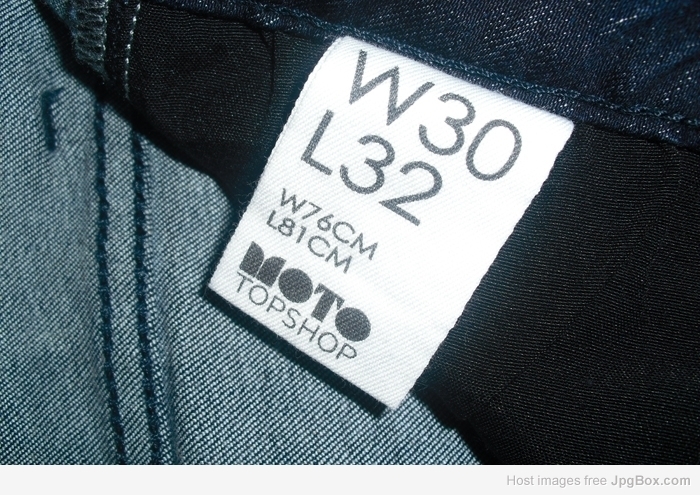 W30
L32
W76CM
L81CM
MOTO
TOPSHOP
Host images free JpgBox.com